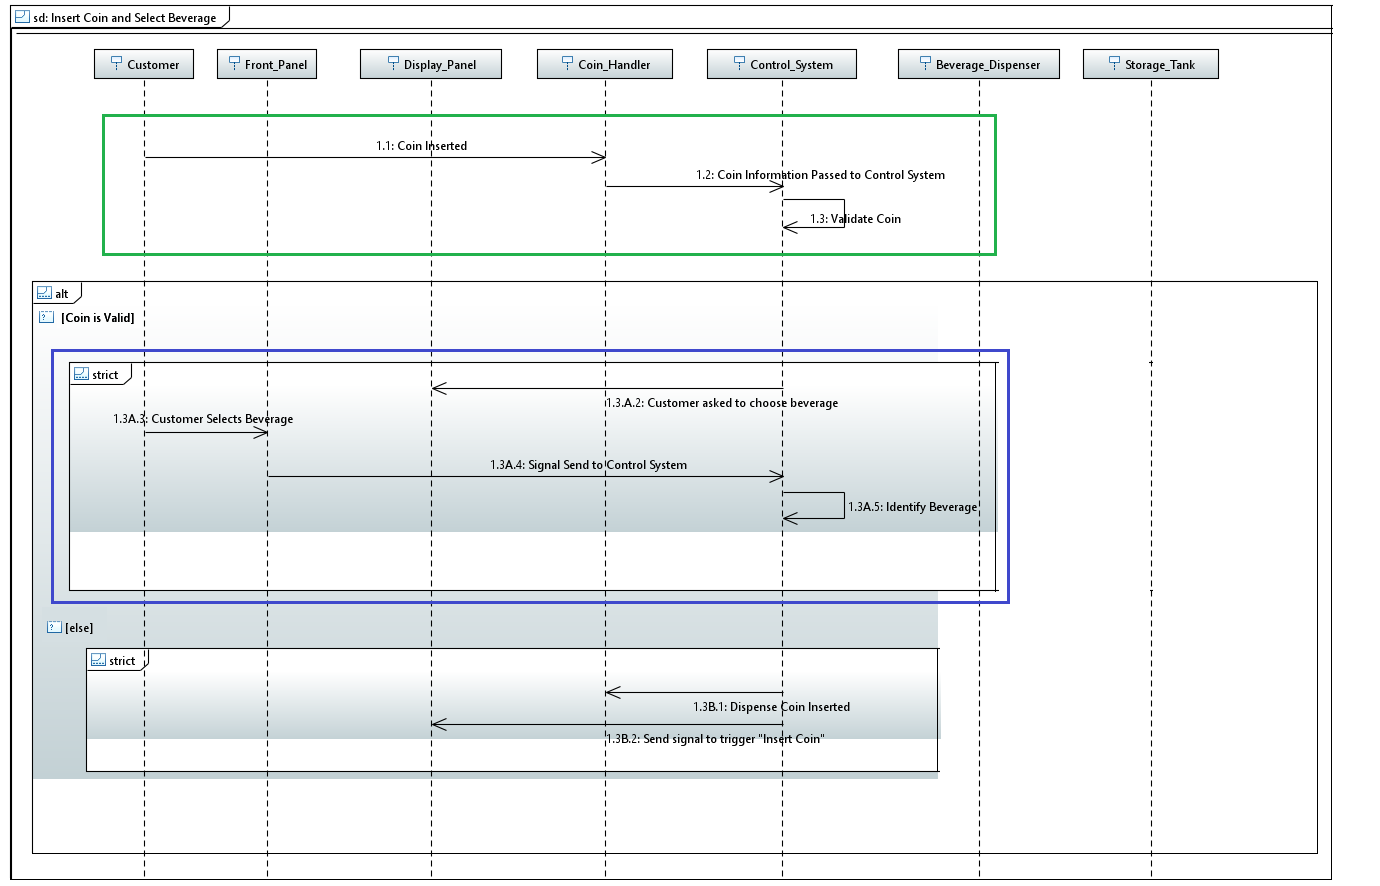 sd: Insert Coin and Select Beverage
Customer
Front_Panel
Display_Panel
Coin_Handler
Control_System
Beverage_Dispenser
Storage_Tank
1.1: Coin Inserted
1.2: Coin Information Passed to Control System
1.3: Validate Coin
alt
[Coin is Valid]
strict
1.3.A.2: Customer asked to choose beverage
1.3A.3: Customer Selects Beverage
1.3A.4: Signal Send to Control System
1.3A.5: Identify Beverage
[else]
strict
1.3B.1: Dispense Coin Inserted
1.3B.2: Send signal to trigger "Insert Coin"